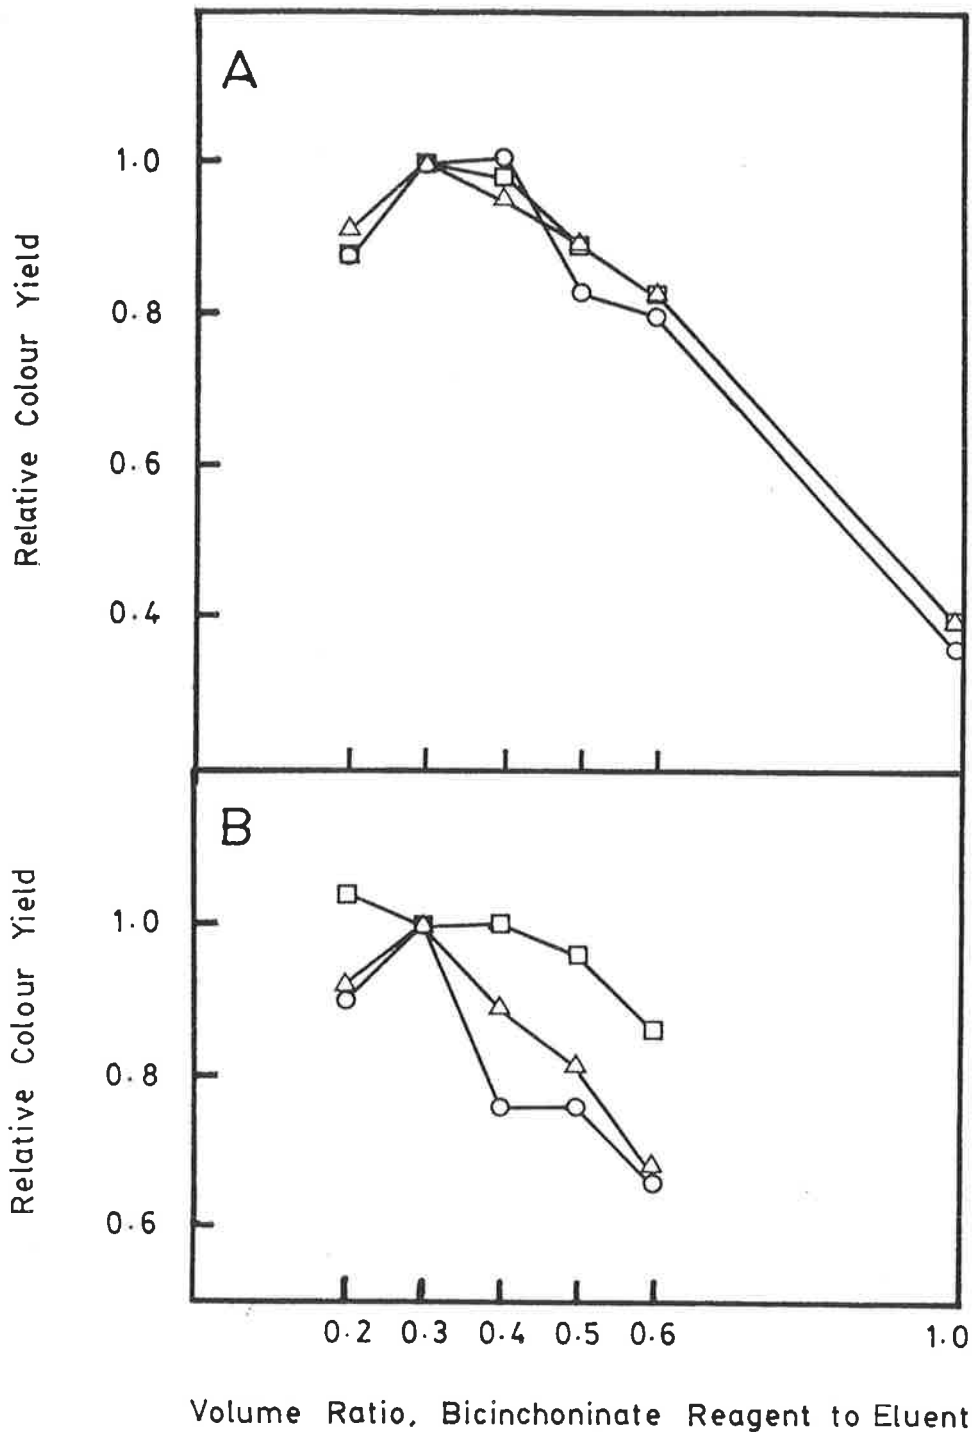 A
1.0
0.8
0.6
0.4
Relative Colour Yield
B
1.0
0.8
0.6
Relative Colour Yield
0.2 0.3 0.4 0.5 0.6 1.0
Volume Ratio, Bicinchoninate Reagent to Eluent